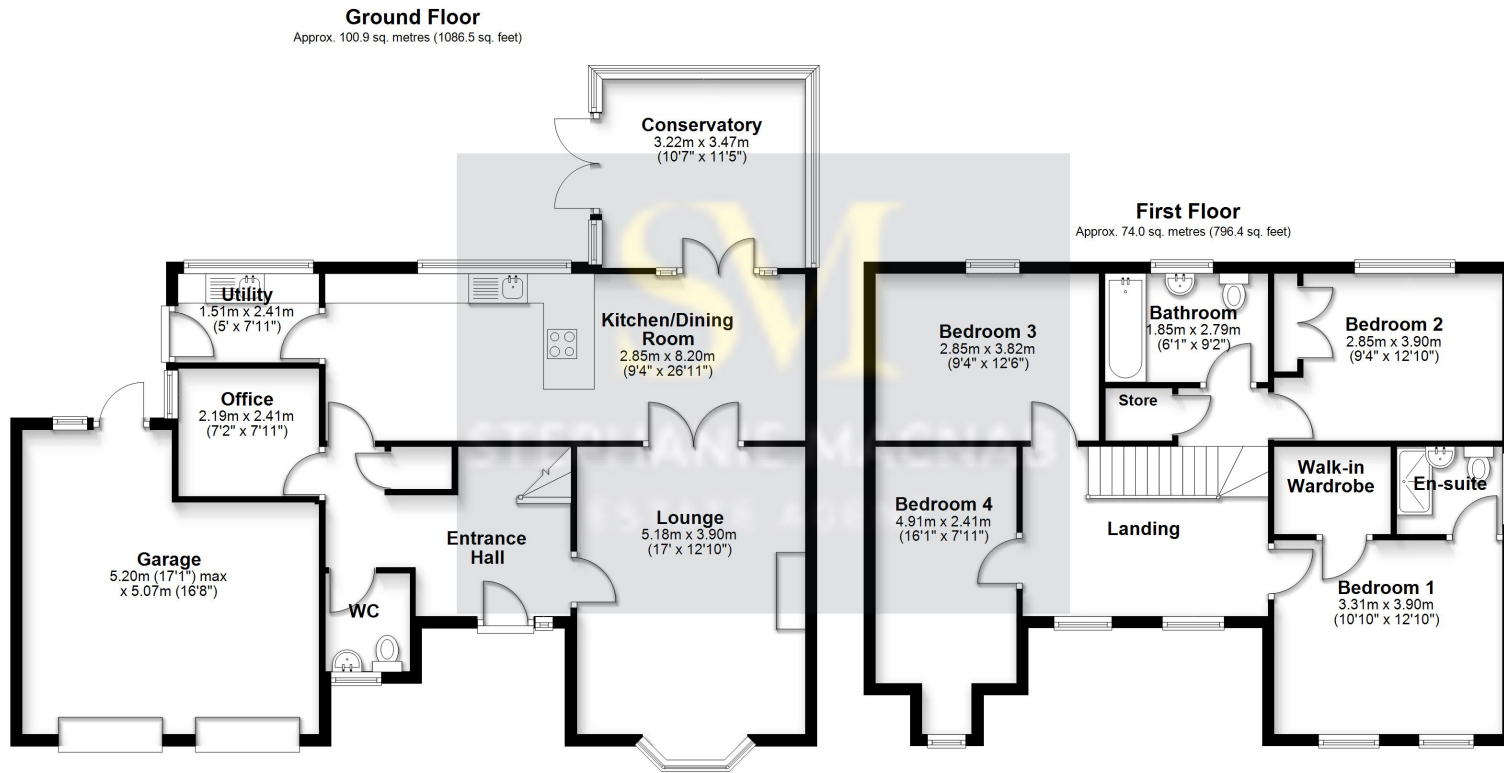 Ground Floor
Approx. 100.9 sq. metres (1086.5 sq. feet)
Conservatory
3.22m x 3.47m
(10'7" x 11'5")
Utility
1.51m x 2.41m
(5' x 7'11")
Kitchen/Dining
Room
2.85m x 8.20m
(9'4" x 26'11")
Office
2.19m x 2.41m
(7'2" x 7'11")
Garage
5.20m (17'1") max
x 5.07m (16'8")
Entrance
Hall
Lounge
5.18m x 3.90m
(17' x 12'10")
WC
First Floor
Approx. 74.0 sq. metres (796.4 sq. feet)
Bedroom 3
2.85m x 3.82m
(9'4" x 12'6")
Bathroom
1.85m x 2.79m
(6'1" x 9'2")
Bedroom 2
2.85m x 3.90m
(9'4" x 12'10")
Store
Walk-in
Wardrobe
En-suite
Bedroom 4
4.91m x 2.41m
(16'1" x 7'11")
Landing
Bedroom 1
3.31m x 3.90m
(10'10" x 12'10")
SM
STEPHANIE MACNAB